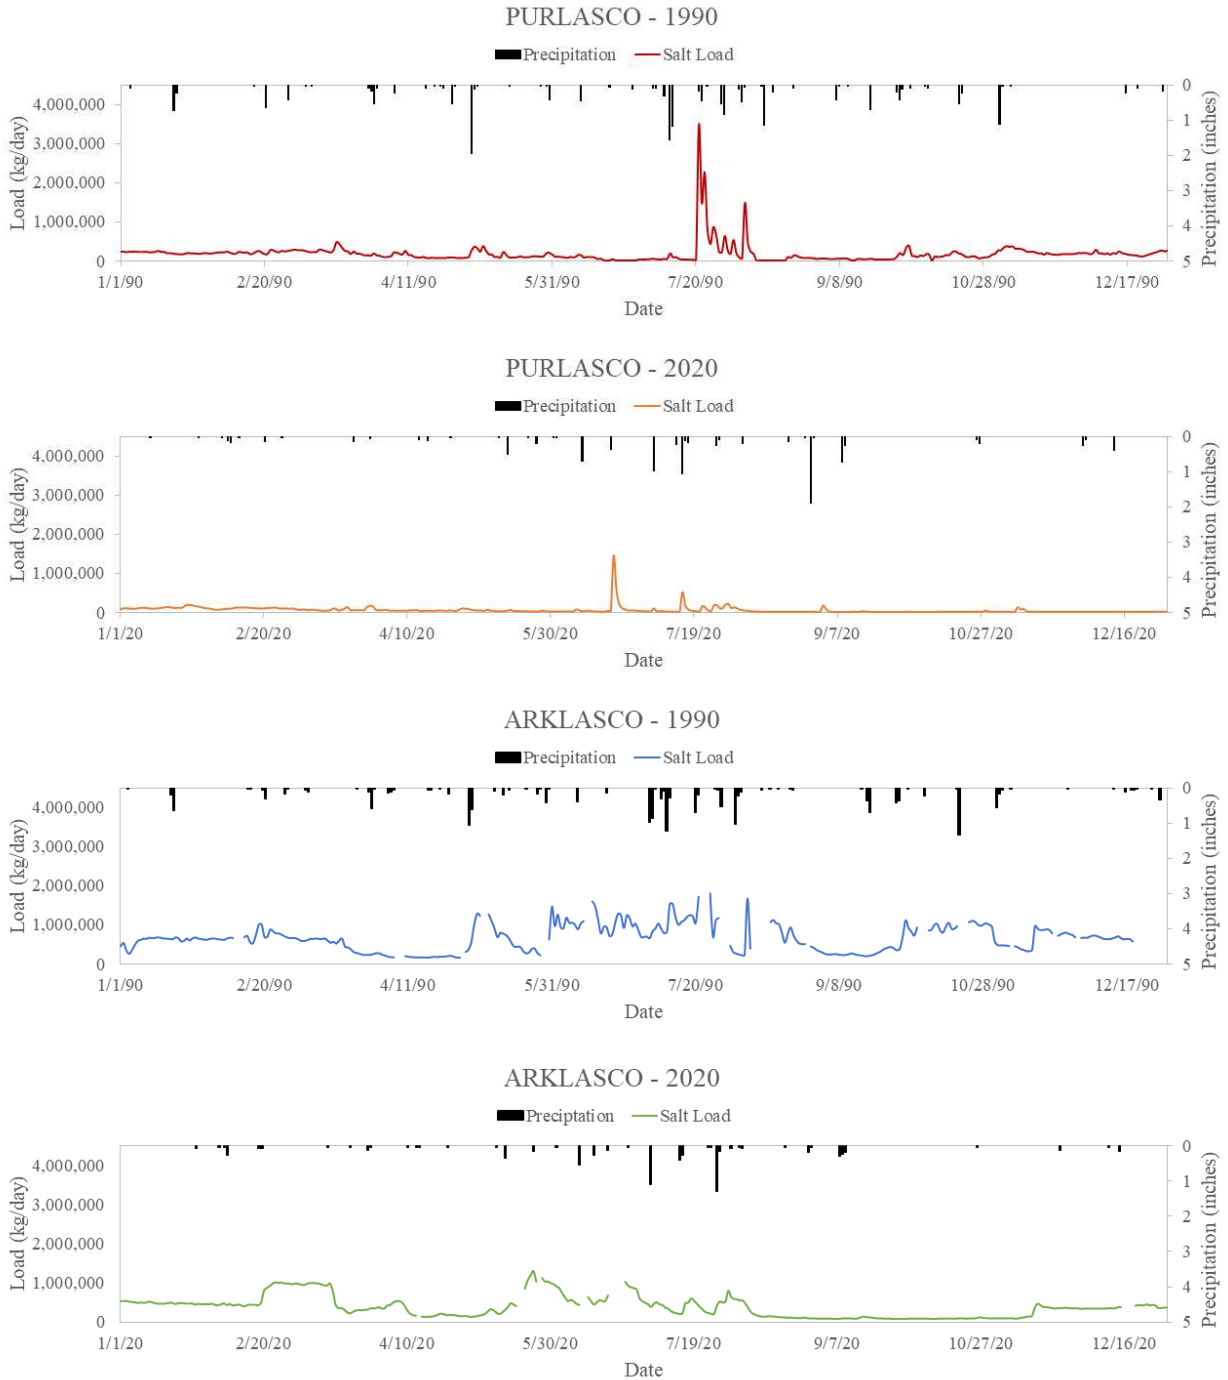 PURLASCO - 1990
Precipitation Salt Load
Load (kg/day)
4,000,000
3,000,000
2,000,000
1,000,000
0
0
1
2
3
4
5
Precipitation (inches)
1/1/90 2/20/90 4/11/90 5/31/90 7/20/90 9/8/90 10/28/90 12/17/90
Date
PURLASCO - 2020
Precipitation Salt Load
Load (kg/day)
4,000,000
3,000,000
2,000,000
1,000,000
0
0
1
2
3
4
5
Precipitation (inches)
1/1/20 2/20/20 4/10/20 5/30/20 7/19/20 9/7/20 10/27/20 12/16/20
Date
ARKLASCO - 1990
Precipitation Salt Load
Load (kg/day)
4,000,000
3,000,000
2,000,000
1,000,000
0
0
1
2
3
4
5
Precipitation (inches)
1/1/90 2/20/90 4/11/90 5/31/90 7/20/90 9/8/90 10/28/90 12/17/90
Date
ARKLASCO - 2020
Preciptation Salt Load
Load (kg/day)
4,000,000
3,000,000
2,000,000
1,000,000
0
0
1
2
3
4
5
Precipitation (inches)
1/1/20 2/20/20 4/10/20 5/30/20 7/19/20 9/7/20 10/27/20 12/16/20
Date